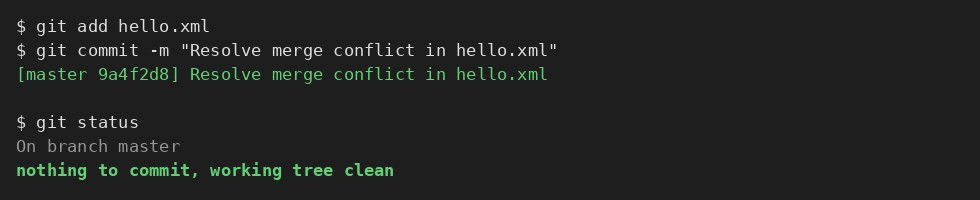 $ git add hello.xml
$ git commit -m "Resolve merge conflict in hello.xml"
[master 9a4f2d8] Resolve merge conflict in hello.xml
$ git status
On branch master
nothing to commit, working tree clean